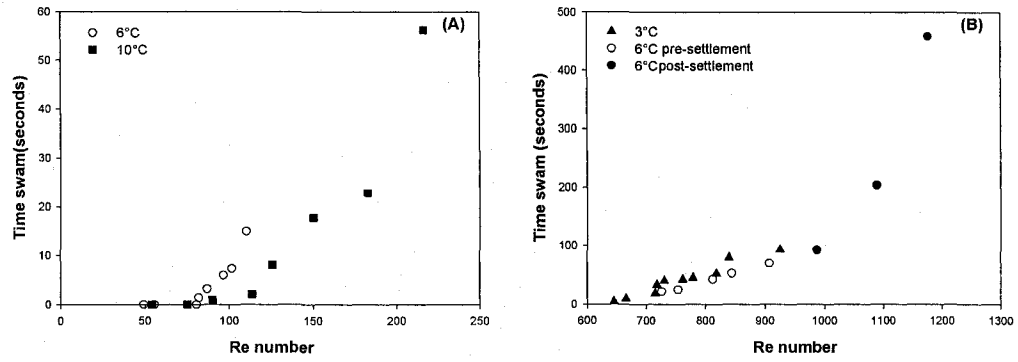 (A)
6°C
10°C
Time swam(seconds)
60
50
40
30
20
10
0
0 50 100 150 200 250
Re number
(B)
3°C
6°C pre-settlement
6°Cpost-settlement
Time swam (seconds)
500
400
300
200
100
0
600 700 800 900 1000 1100 1200 1300
Re number